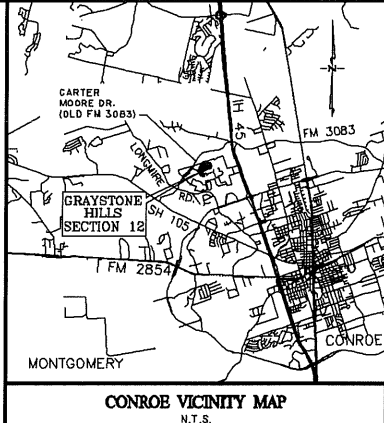 CARTER
MOORE DR.
(OLD FM 3083)
N
IH 45
FM 3083
LONGMIRE
RD.
GRAYSTONE
HILLS
SECTION 12
SH 105
FM 2854
MONTGOMERY
CONROE
CONROE VICINITY MAP
N.T.S.